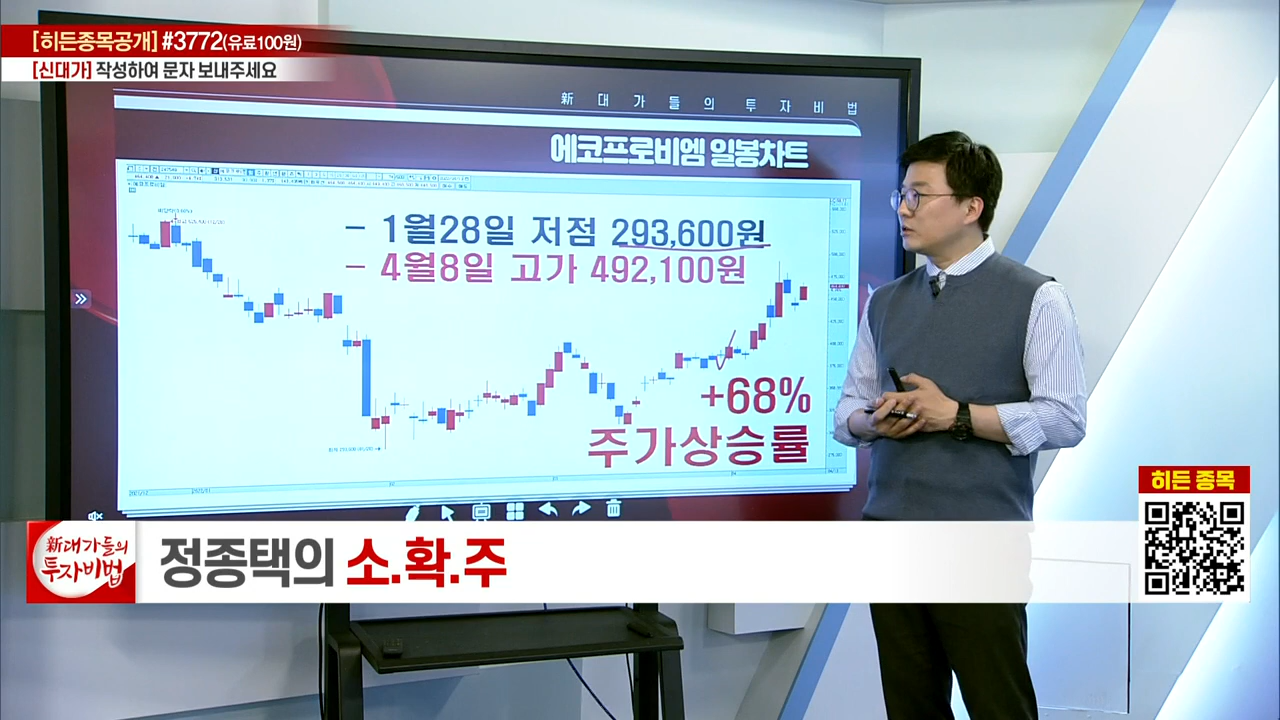 [히든종목공개] #3772(유료100원)
[신대가] 작성하여 문자 보내주세요
新 대 가 들 의 투 자 비 법
에코프로비엠 일봉차트
- 1월28일 저점 293,600원
- 4월8일 고가 492,100원
+68%
주가상승률
히든 종목
新대가들의
투자비법
정종택의 소.확.주